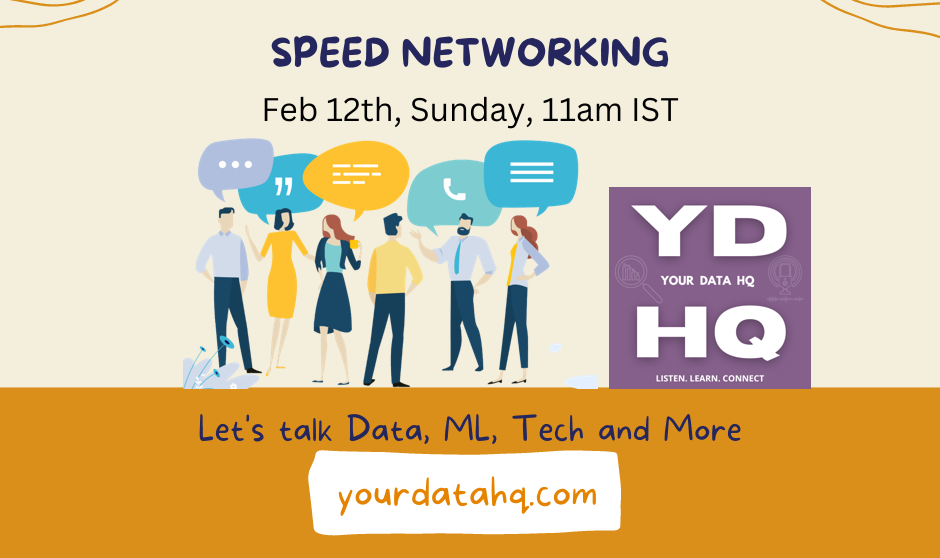 SPEED NETWORKING
Feb 12th, Sunday, 11am IST
”
YD
YOUR DATA HQ
HQ
LISTEN. LEARN. CONNECT
Let's talk Data, ML, Tech and More
yourdatahq.com